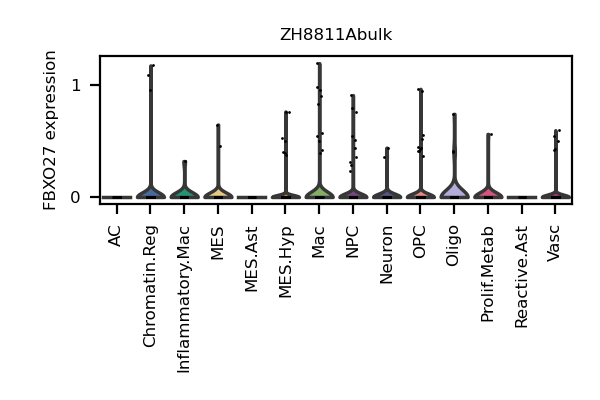 ZH8811Abulk
FBXO27 expression
1
0
AC
Chromatin.Reg
Inflammatory.Mac
MES
MES.Ast
MES.Hyp
Mac
NPC
Neuron
OPC
Oligo
Prolif.Metab
Reactive.Ast
Vasc